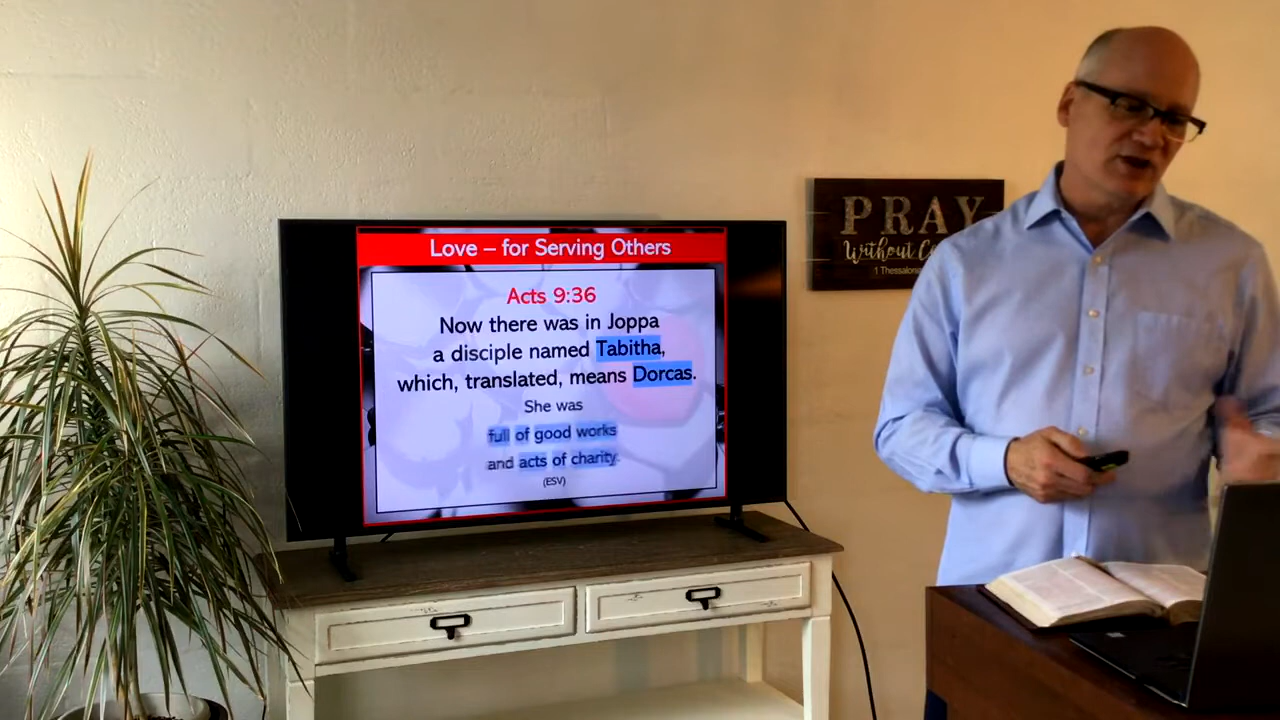 Love – for Serving Others
Acts 9:36
Now there was in Joppa
a disciple named Tabitha,
which, translated, means Dorcas.
She was
full of good works
and acts of charity.
(ESV)
PRAY
Without
1